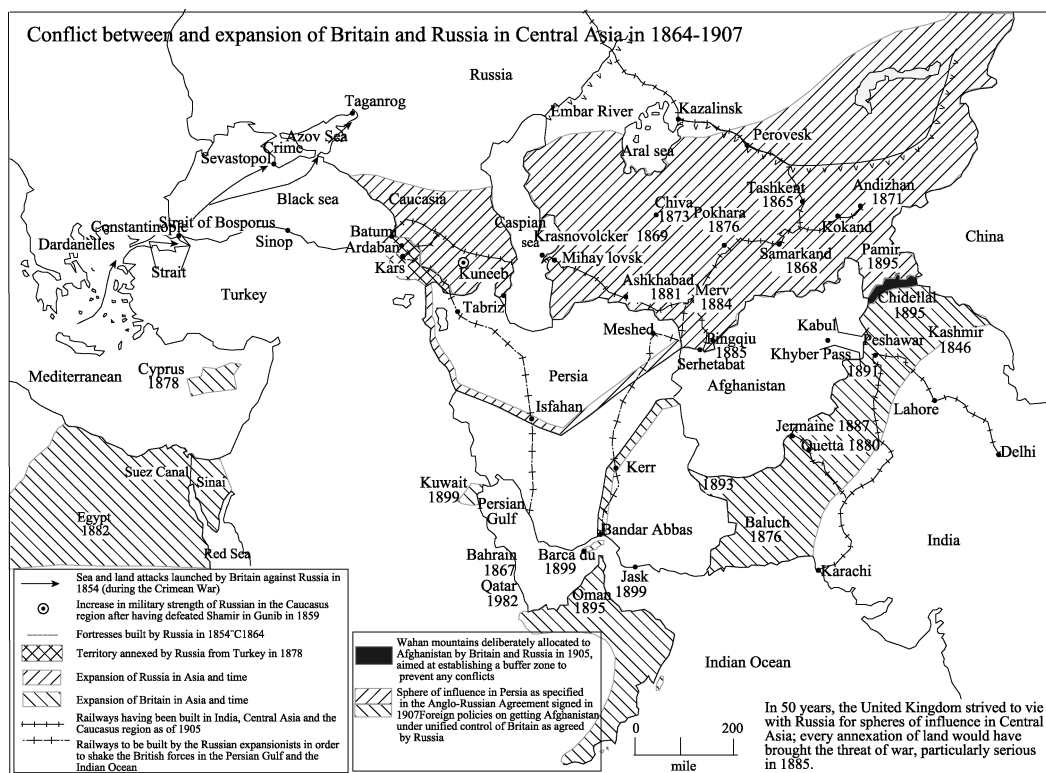 Conflict between and expansion of Britain and Russia in Central Asia in 1864-1907
Russia
Taganrog
Embar River
Kazalinsk
Azov Sea
Crime
Sevastopol
Aral sea
Perovesk
Black sea
Caucasia
Tashkent
1865
Andizhan
1871
Chiva
1873
Pokhara
1876
1869
Kokand
Constantinople
Strait of Bosporus
Sinop
Batum
Ardaban
Caspian
sea
Krasnovolcker
Mihay lovsk
Samarkand
1868
Pamir
1895
China
Dardanelles
Strait
Kars
Kuneeb
Ashkhabad
1881
Merv
1884
Chidellal
1895
Turkey
Tabriz
Meshed
Bingqiu
1885
Serhetabat
Kabul
Khyber Pass
Peshawar
1891
Kashmir
1846
Mediterranean
Cyprus
1878
Persia
Afghanistan
Isfahan
Lahore
Jermaine 1887
Quetta 1880
Delhi
Suez Canal
Sinai
Kerr
Kuwait
1899
Persian
Gulf
1893
Egypt
1882
Baluch
1876
Bandar Abbas
India
Red Sea
Bahrain
1867
Qatar
1982
Barca du
1899
Jask
1899
Karachi
Oman
1895
Indian Ocean
Sea and land attacks launched by Britain against Russia in
1854 (during the Crimean War)
Increase in military strength of Russian in the Caucasus
region after having defeated Shamir in Gunib in 1859
Fortresses built by Russia in 1854¨C1864
Territory annexed by Russia from Turkey in 1878
Expansion of Russia in Asia and time
Expansion of Britain in Asia and time
Railways having been built in India, Central Asia and the
Caucasus region as of 1905
Railways to be built by the Russian expansionists in order
to shake the British forces in the Persian Gulf and the
Indian Ocean
Wahan mountains deliberately allocated to
Afghanistan by Britain and Russia in 1905,
aimed at establishing a buffer zone to
prevent any conflicts
Sphere of influence in Persia as specified
in the Anglo-Russian Agreement signed in
1907Foreign policies on getting Afghanistan
under unified control of Britain as agreed
by Russia
0
200
mile
In 50 years, the United Kingdom strived to vie
with Russia for spheres of influence in Central
Asia; every annexation of land would have
brought the threat of war, particularly serious
in 1885.